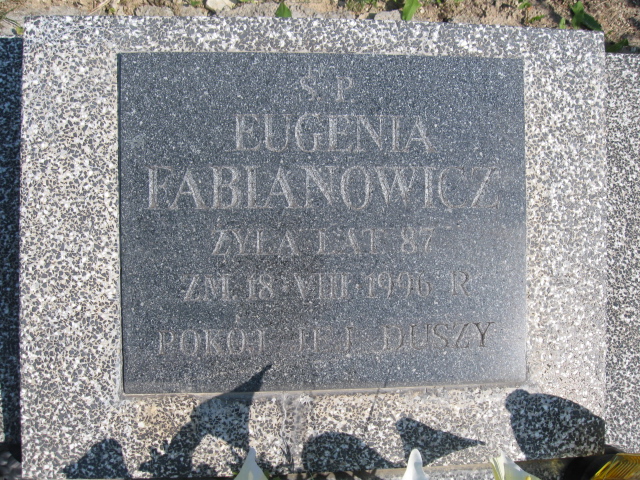 Ś P
EUGENIA
FABIANOWICZ
ŻYŁA LAT 87
ZM. 18 VIII 1996 R
POKÓJ JEJ DUSZY